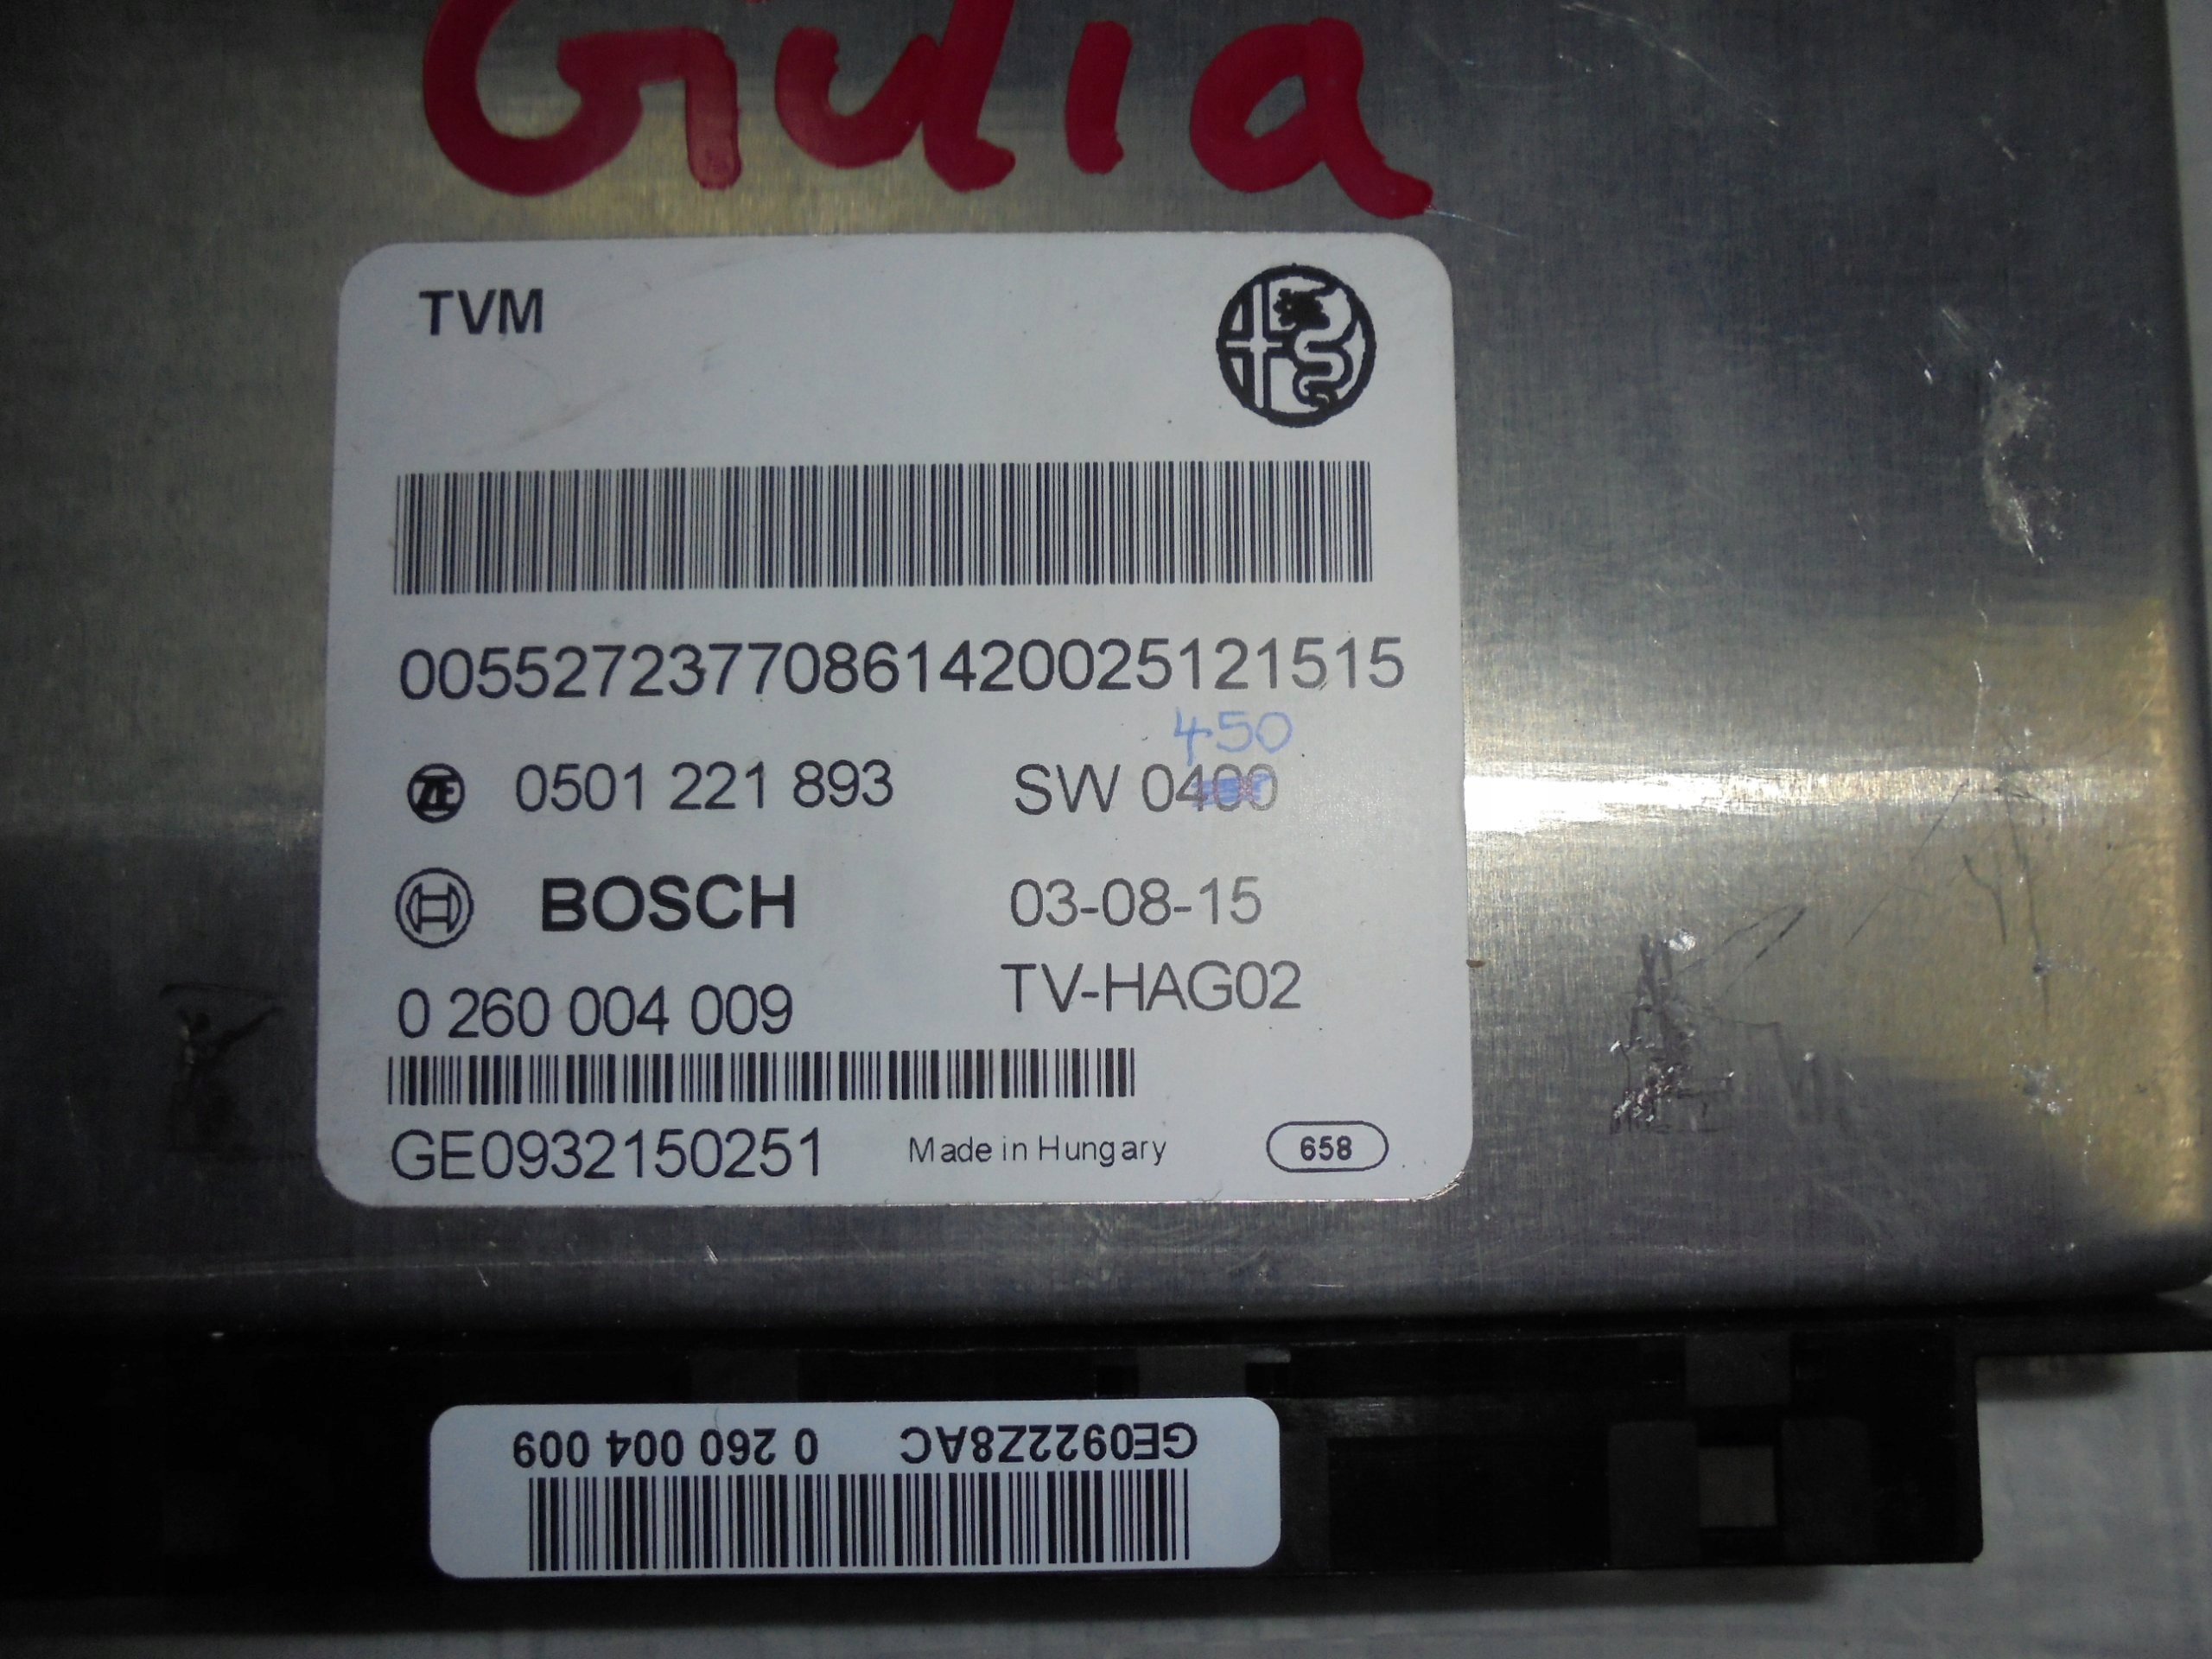 Giulia
TVM
00552723770861420025121515
450
ZF 0501 221 893 SW 0400
BOSCH 03-08-15
0 260 004 009 TV-HAG02
GE0932150251 Made in Hungary 658
GE0922Z8AC 0 260 004 009